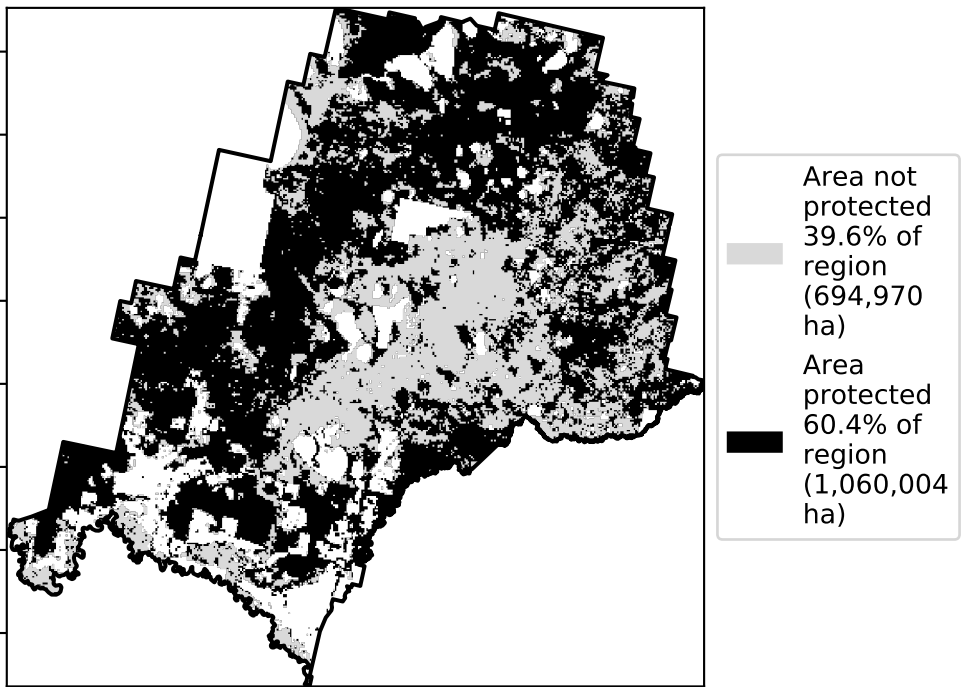 Area not
protected
39.6% of
region
(694,970
ha)
Area
protected
60.4% of
region
(1,060,004
ha)